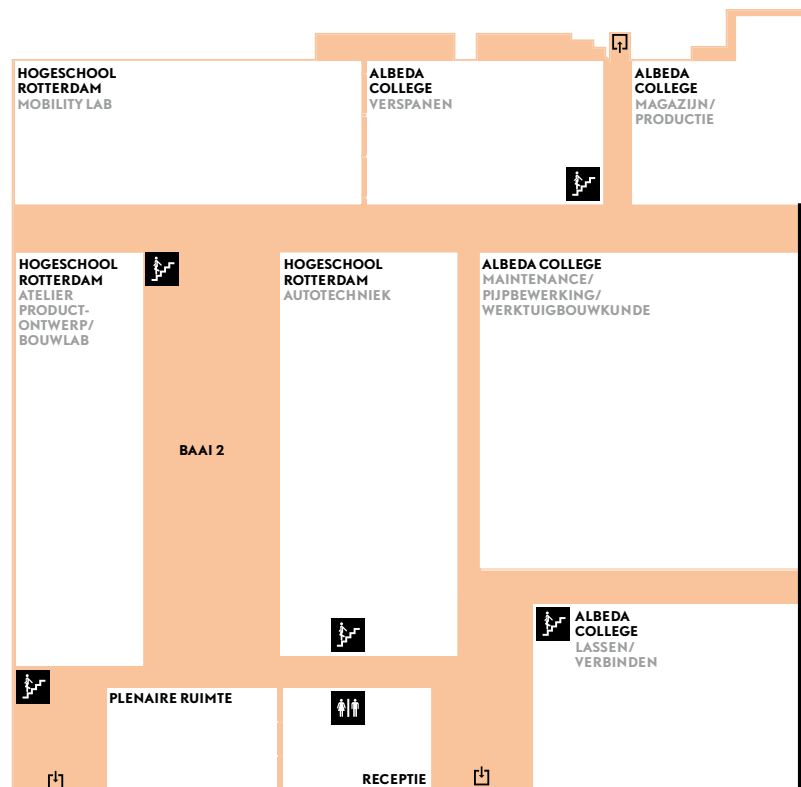 HOGESCHOOL
ROTTERDAM
MOBILITY LAB
ALBEDA
COLLEGE
VERSPANEN
ALBEDA
COLLEGE
MAGAZIJN/
PRODUCTIE
HOGESCHOOL
ROTTERDAM
ATELIER
PRODUCT-
ONTWERP/
BOUWLAB
HOGESCHOOL
ROTTERDAM
AUTOTECHNIEK
ALBEDA COLLEGE
MAINTENANCE/
PIJPBEWERKING/
WERKTUIGBOUWKUNDE
BAAI 2
ALBEDA
COLLEGE
LASSEN/
VERBINDEN
PLENAIRE RUIMTE
RECEPTIE